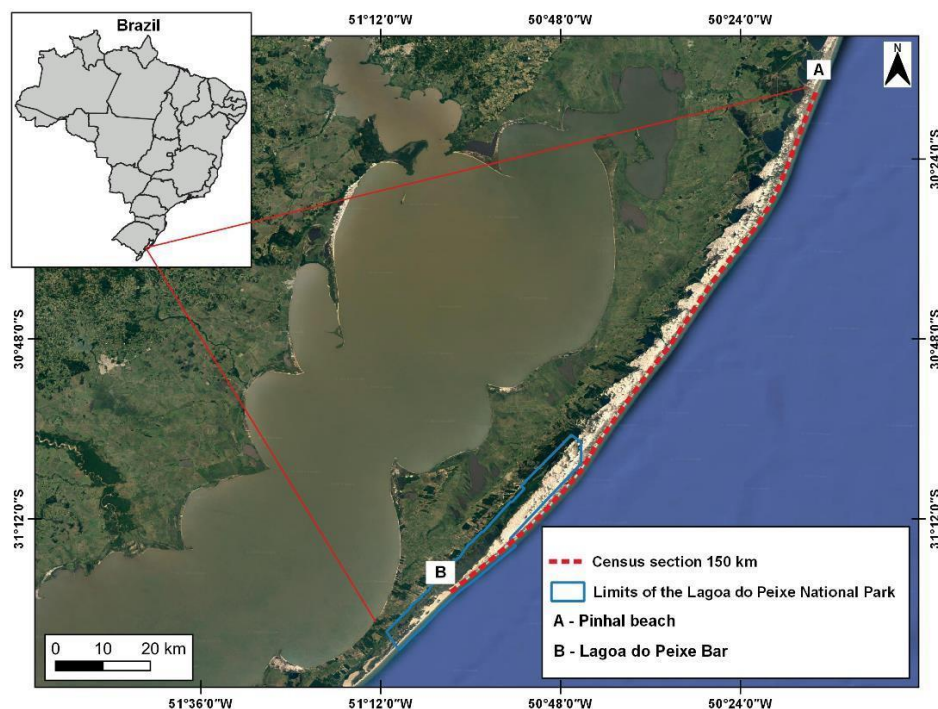 Brazil
51°12'0"W
50°48'0"W
50°24'0"W
N
A
30°24'0"S
30°24'0"S
30°48'0"S
30°48'0"S
31°12'0"S
31°12'0"S
B
Census section 150 km
Limits of the Lagoa do Peixe National Park
A - Pinhal beach
B - Lagoa do Peixe Bar
0 10 20 km
51°36'0"W
51°12'0"W
50°48'0"W
50°24'0"W